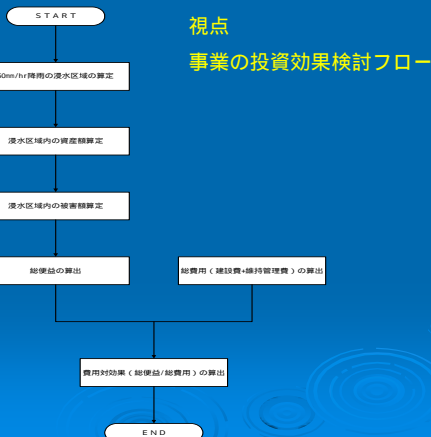 START
視点
事業の投資効果検討フロー
50mm/hr降雨の浸水区域の算定
浸水区域内の資産額算定
浸水区域内の被害額算定
総便益の算出
総費用(建設費+維持管理費)の算出
費用対効果(総便益/総費用)の算出
END